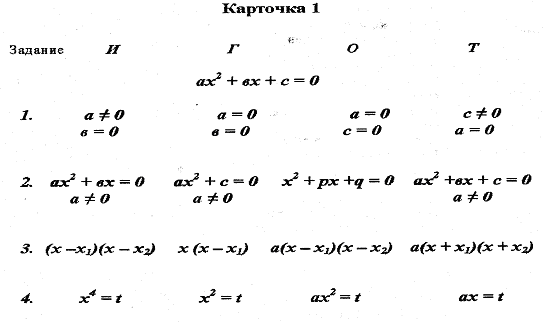 Карточка 1
Задание И Г О Т
ax² + вx + c = 0
1. a ≠ 0 a = 0 a = 0 c ≠ 0
в = 0 в = 0 c = 0 a = 0
2. ax² + вx = 0 ax² + c = 0 x² + px +q = 0 ax² +вx + c = 0
a ≠ 0 a ≠ 0 a ≠ 0
3. (x –x₁)(x – x₂) x (x – x₁) a(x – x₁)(x – x₂) a(x + x₁)(x + x₂)
4. x⁴ = t x² = t ax² = t ax = t